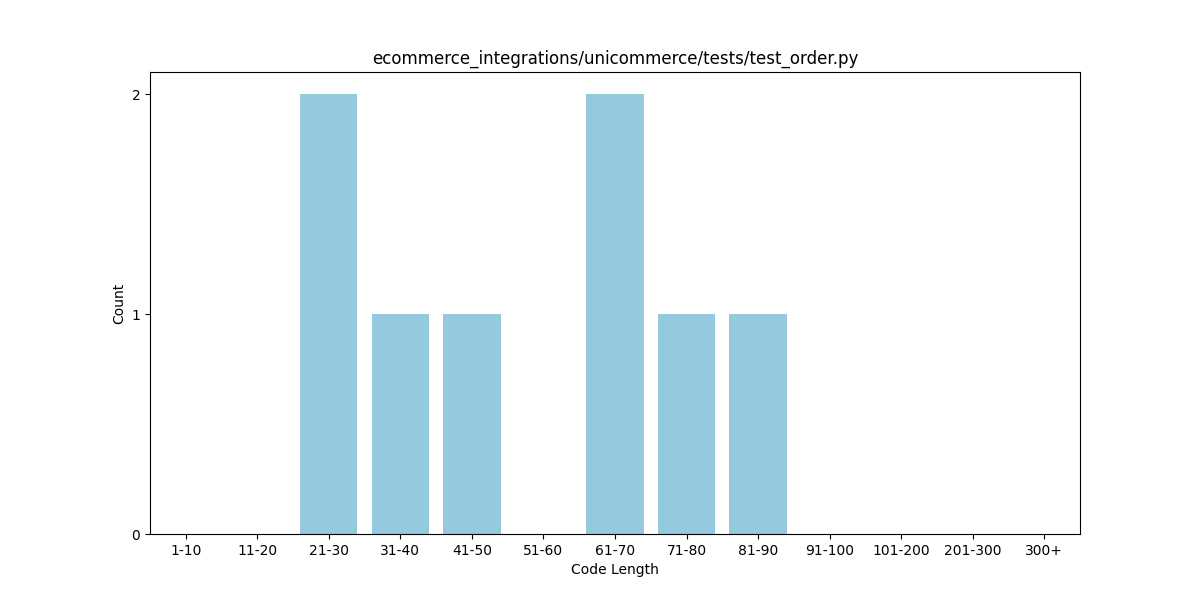 ecommerce_integrations/unicommerce/tests/test_order.py
2
1
0
Count
1-10 11-20 21-30 31-40 41-50 51-60 61-70 71-80 81-90 91-100 101-200 201-300 300+
Code Length